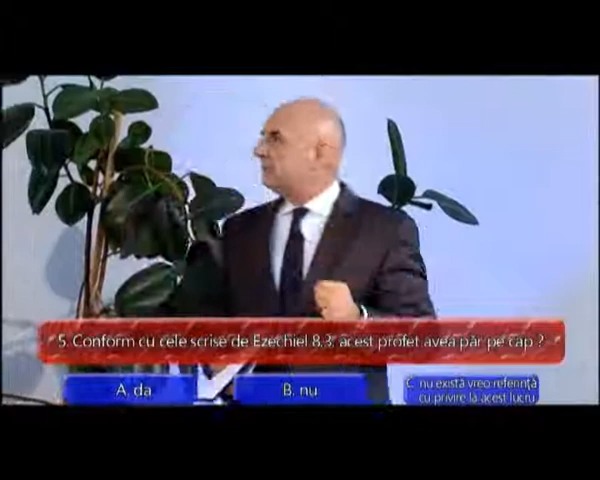 5. Conform cu cele scrise de Ezechiel 8,3, acest profet avea păr pe cap ?
A. da
B. nu
C. nu există vreo referință
cu privire la acest lucru